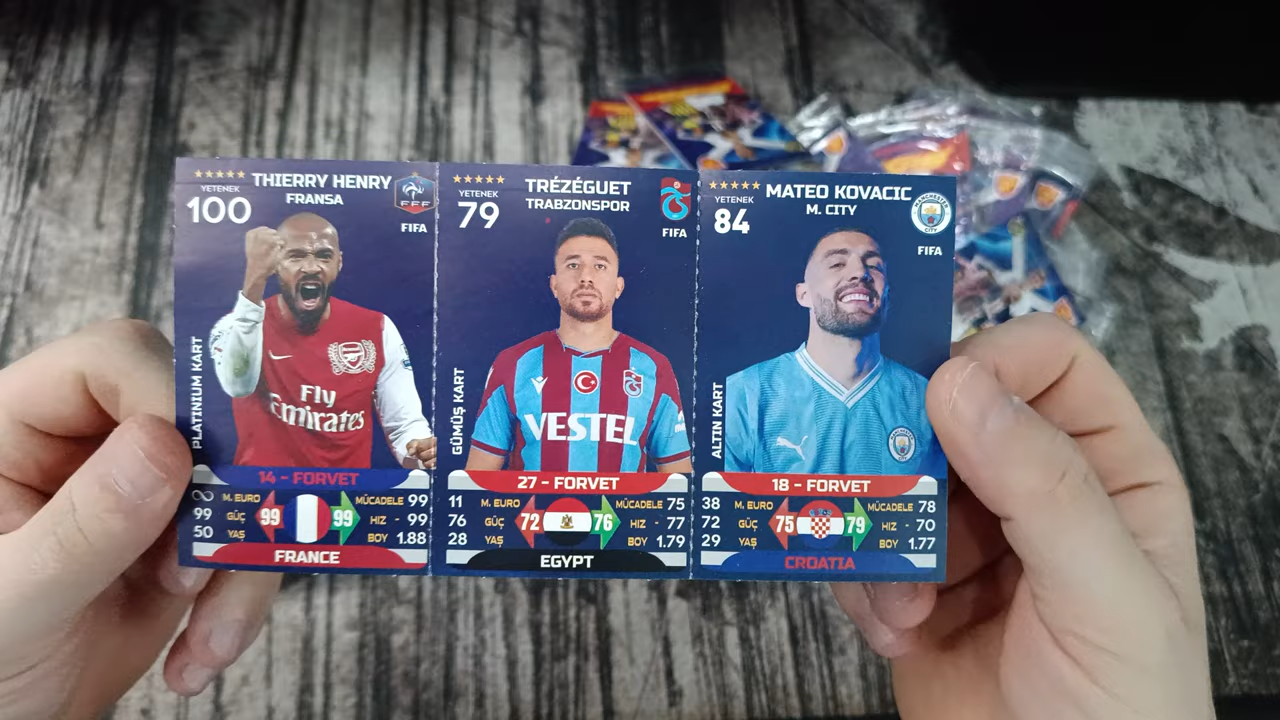 ★★★★★
YETENEK
100
THIERRY HENRY
FRANSA
FFF
FIFA
PLATINIUM KART
Fly
Emirates
14 - FORVET
∞ M. EURO MÜCADELE 99
99 GÜÇ 99 99 HIZ - 99
50 YAŞ BOY 1.88
FRANCE
★★★★★
YETENEK
79
TRÉZÉGUET
TRABZONSPOR
FIFA
GÜMÜŞ KART
VESTEL
27 - FORVET
11 M. EURO MÜCADELE 75
76 GÜÇ 72 76 HIZ - 77
28 YAŞ BOY 1.79
EGYPT
★★★★★
YETENEK
84
MATEO KOVACIC
M. CITY
MANCHESTER
CITY
FIFA
ALTIN KART
18 - FORVET
38 M. EURO MÜCADELE 78
72 GÜÇ 75 79 HIZ - 70
29 YAŞ BOY 1.77
CROATIA